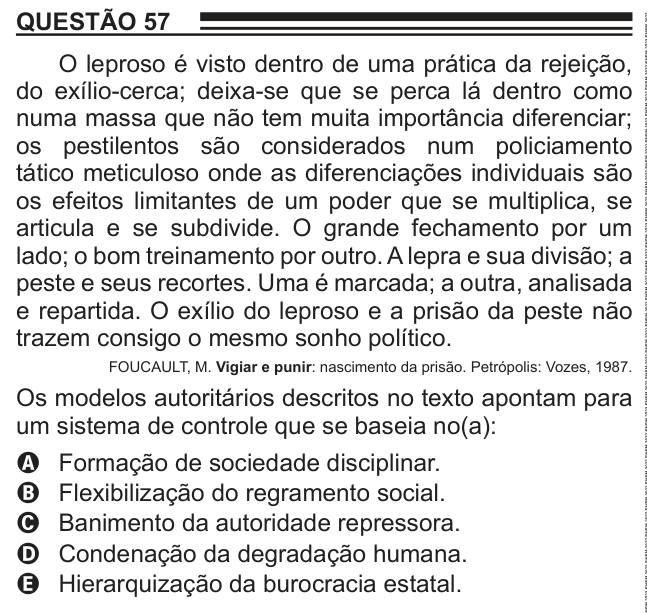 QUESTÃO 57
O leproso é visto dentro de uma prática da rejeição,
do exílio-cerca; deixa-se que se perca lá dentro como
numa massa que não tem muita importância diferenciar;
os pestilentos são considerados num policiamento
tático meticuloso onde as diferenciações individuais são
os efeitos limitantes de um poder que se multiplica, se
articula e se subdivide. O grande fechamento por um
lado; o bom treinamento por outro. A lepra e sua divisão; a
peste e seus recortes. Uma é marcada; a outra, analisada
e repartida. O exílio do leproso e a prisão da peste não
trazem consigo o mesmo sonho político.
FOUCAULT, M. Vigiar e punir: nascimento da prisão. Petrópolis: Vozes, 1987.
Os modelos autoritários descritos no texto apontam para
um sistema de controle que se baseia no(a):
A Formação de sociedade disciplinar.
B Flexibilização do regramento social.
C Banimento da autoridade repressora.
D Condenação da degradação humana.
E Hierarquização da burocracia estatal.